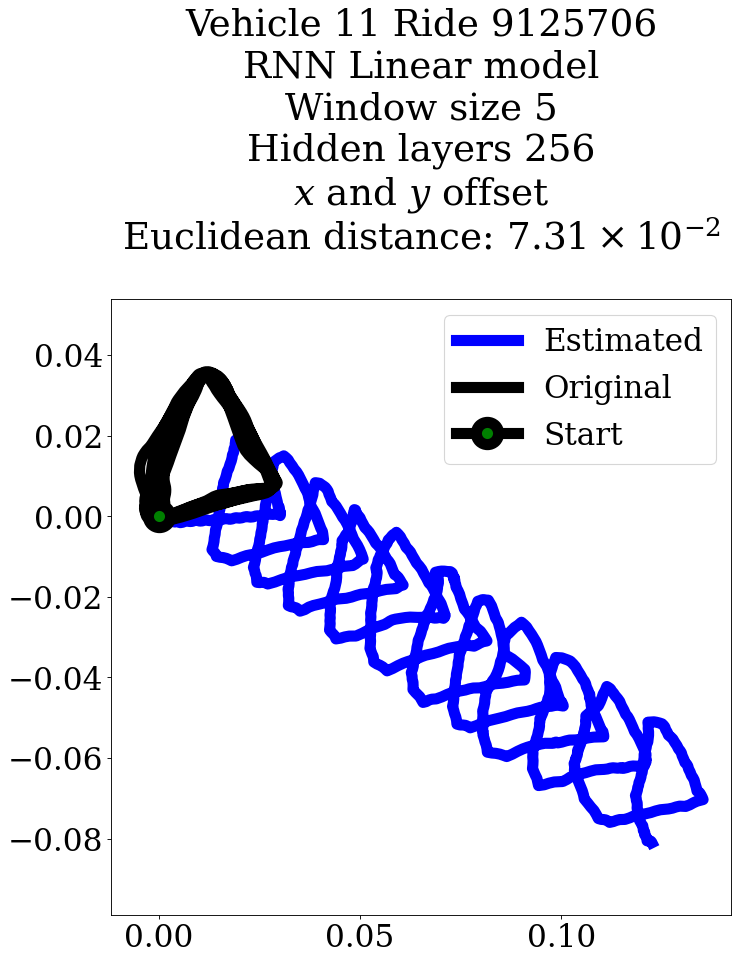 Vehicle 11 Ride 9125706
RNN Linear model
Window size 5
Hidden layers 256
x and y offset
Euclidean distance: 7.31 × 10⁻²
Estimated
Original
Start
0.04
0.02
0.00
−0.02
−0.04
−0.06
−0.08
0.00 0.05 0.10